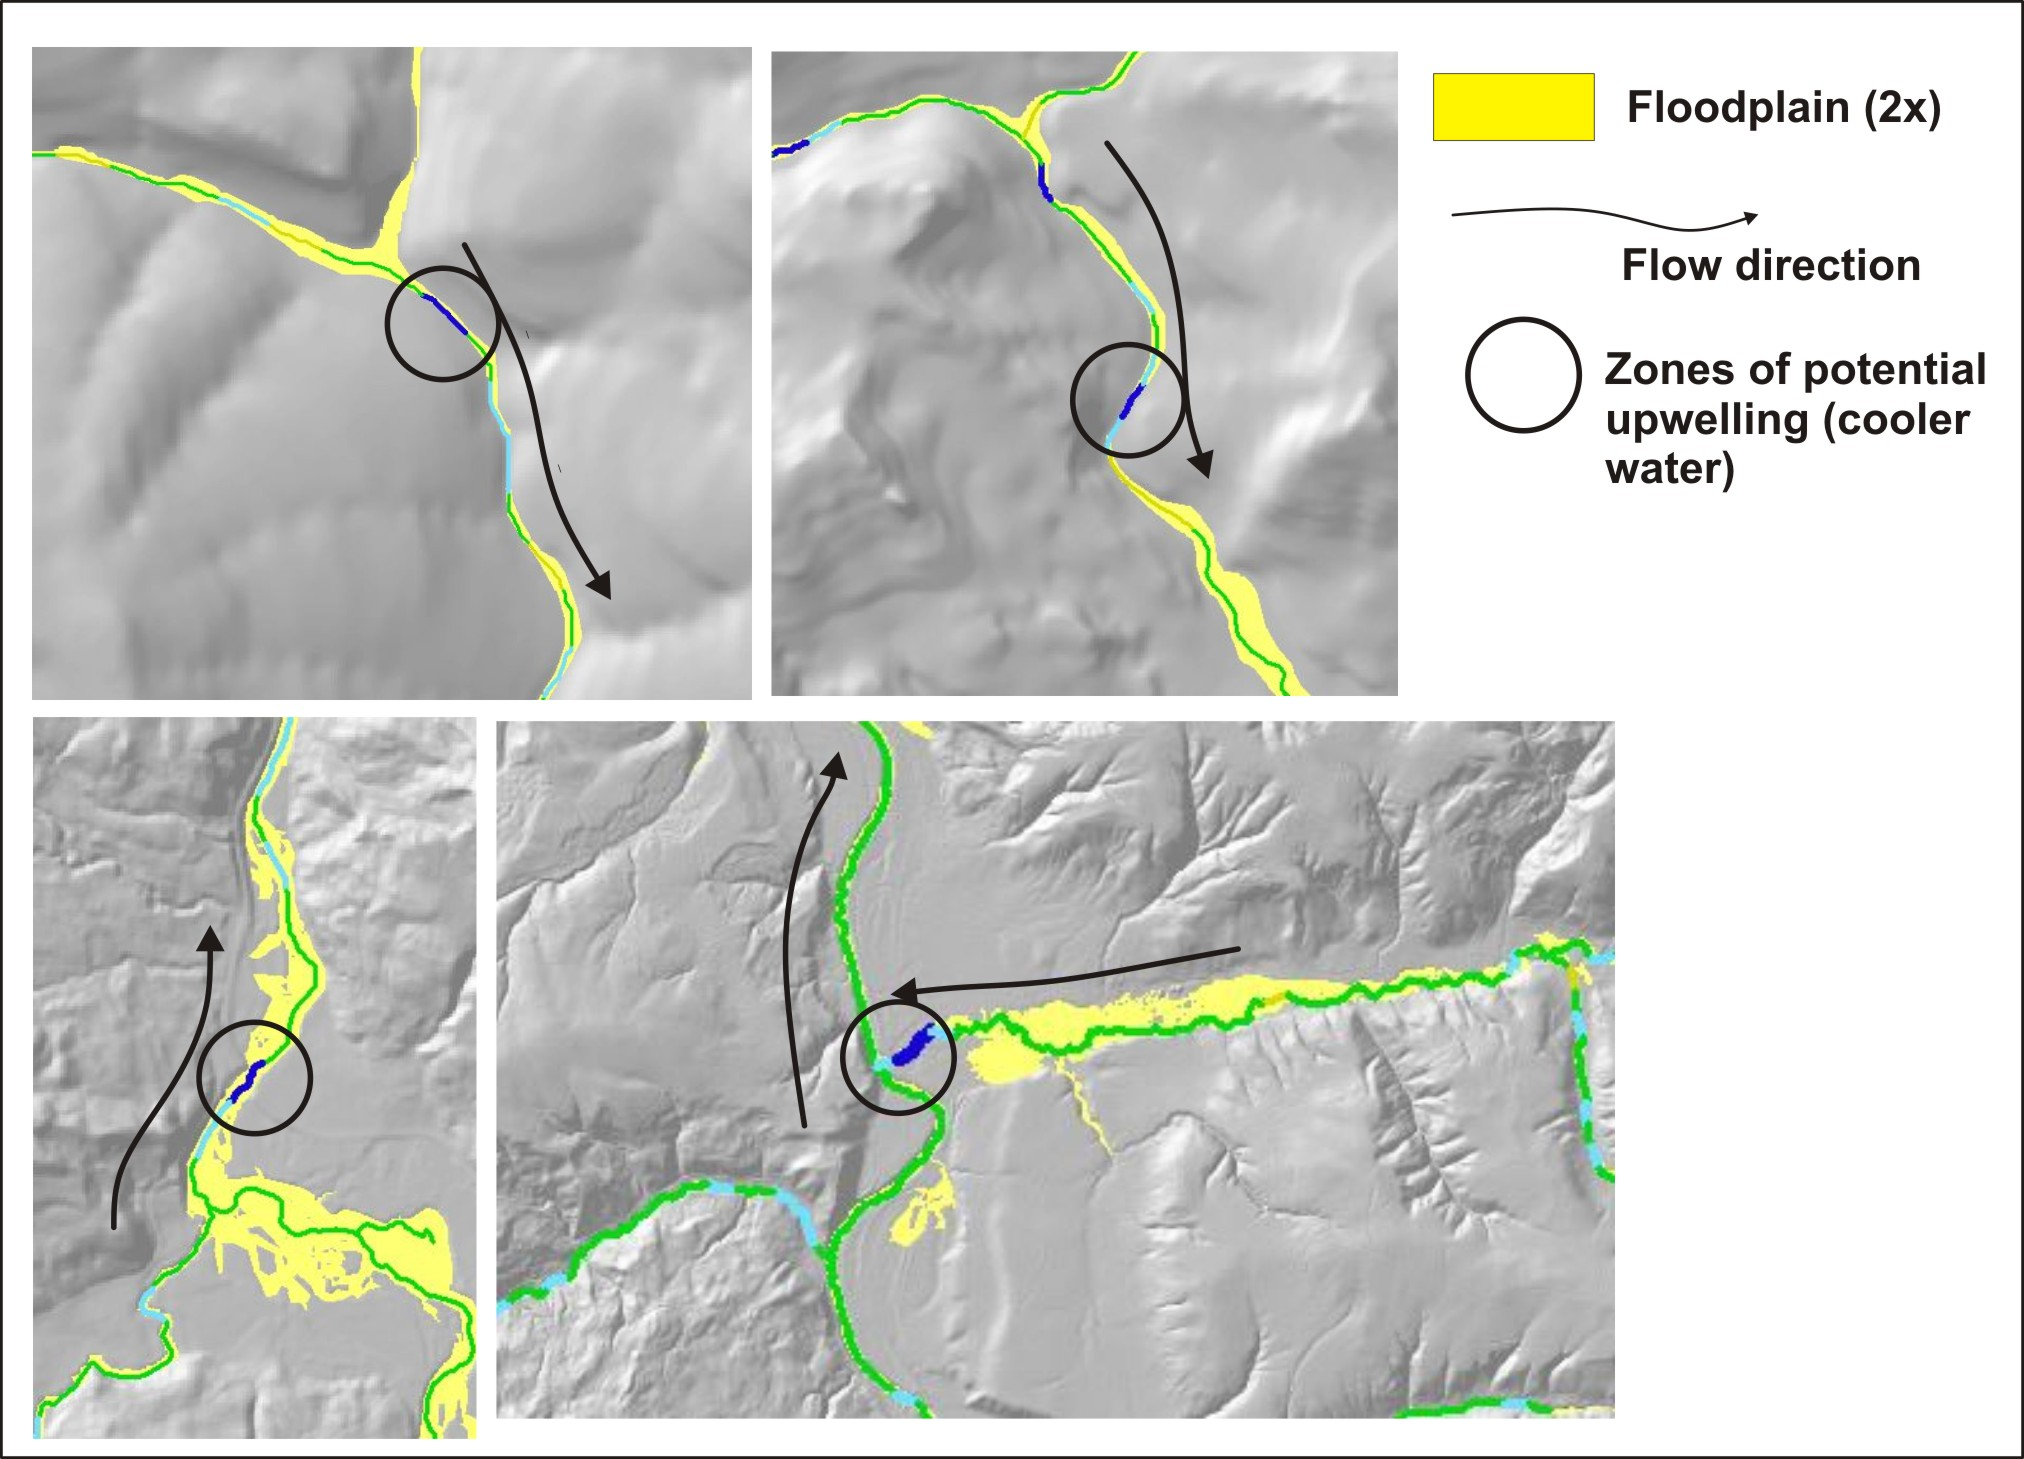 Floodplain (2x)
Flow direction
Zones of potential
upwelling (cooler
water)